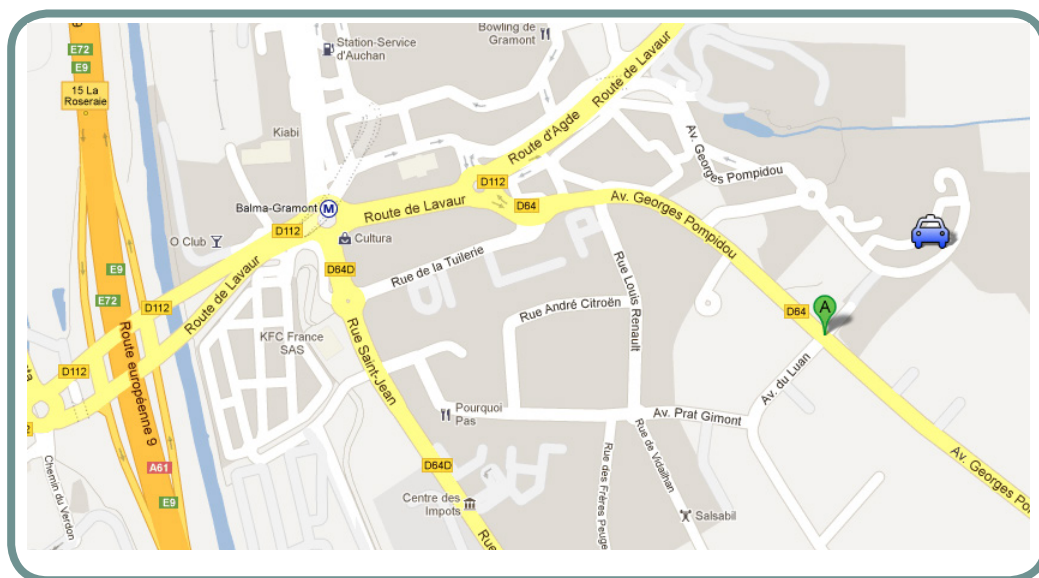 E72
E9
15 La
Roseraie
Station-Service
d'Auchan
Bowling de
Gramont
Route de Lavaur
Kiabi
Route d'Agde
Av. Georges Pompidou
Balma-Gramont
M
Route de Lavaur
D112
D64
Av. Georges Pompidou
O Club
D112
Cultura
D64D
Rue de la Tuilerie
E9
E72
D112
Route de Lavaur
Rue Louis Renault
Rue André Citroën
D64
A
Route européenne 9
KFC France
SAS
Rue Saint-Jean
D112
Av. du Luan
Pourquoi
Pas
Av. Prat Gimont
Av. Georges
A61
E9
D64D
Chemin du Verdon
Rue des Frères
Rue de Vidailhan
Centre des
Impots
Salsabil
Rue